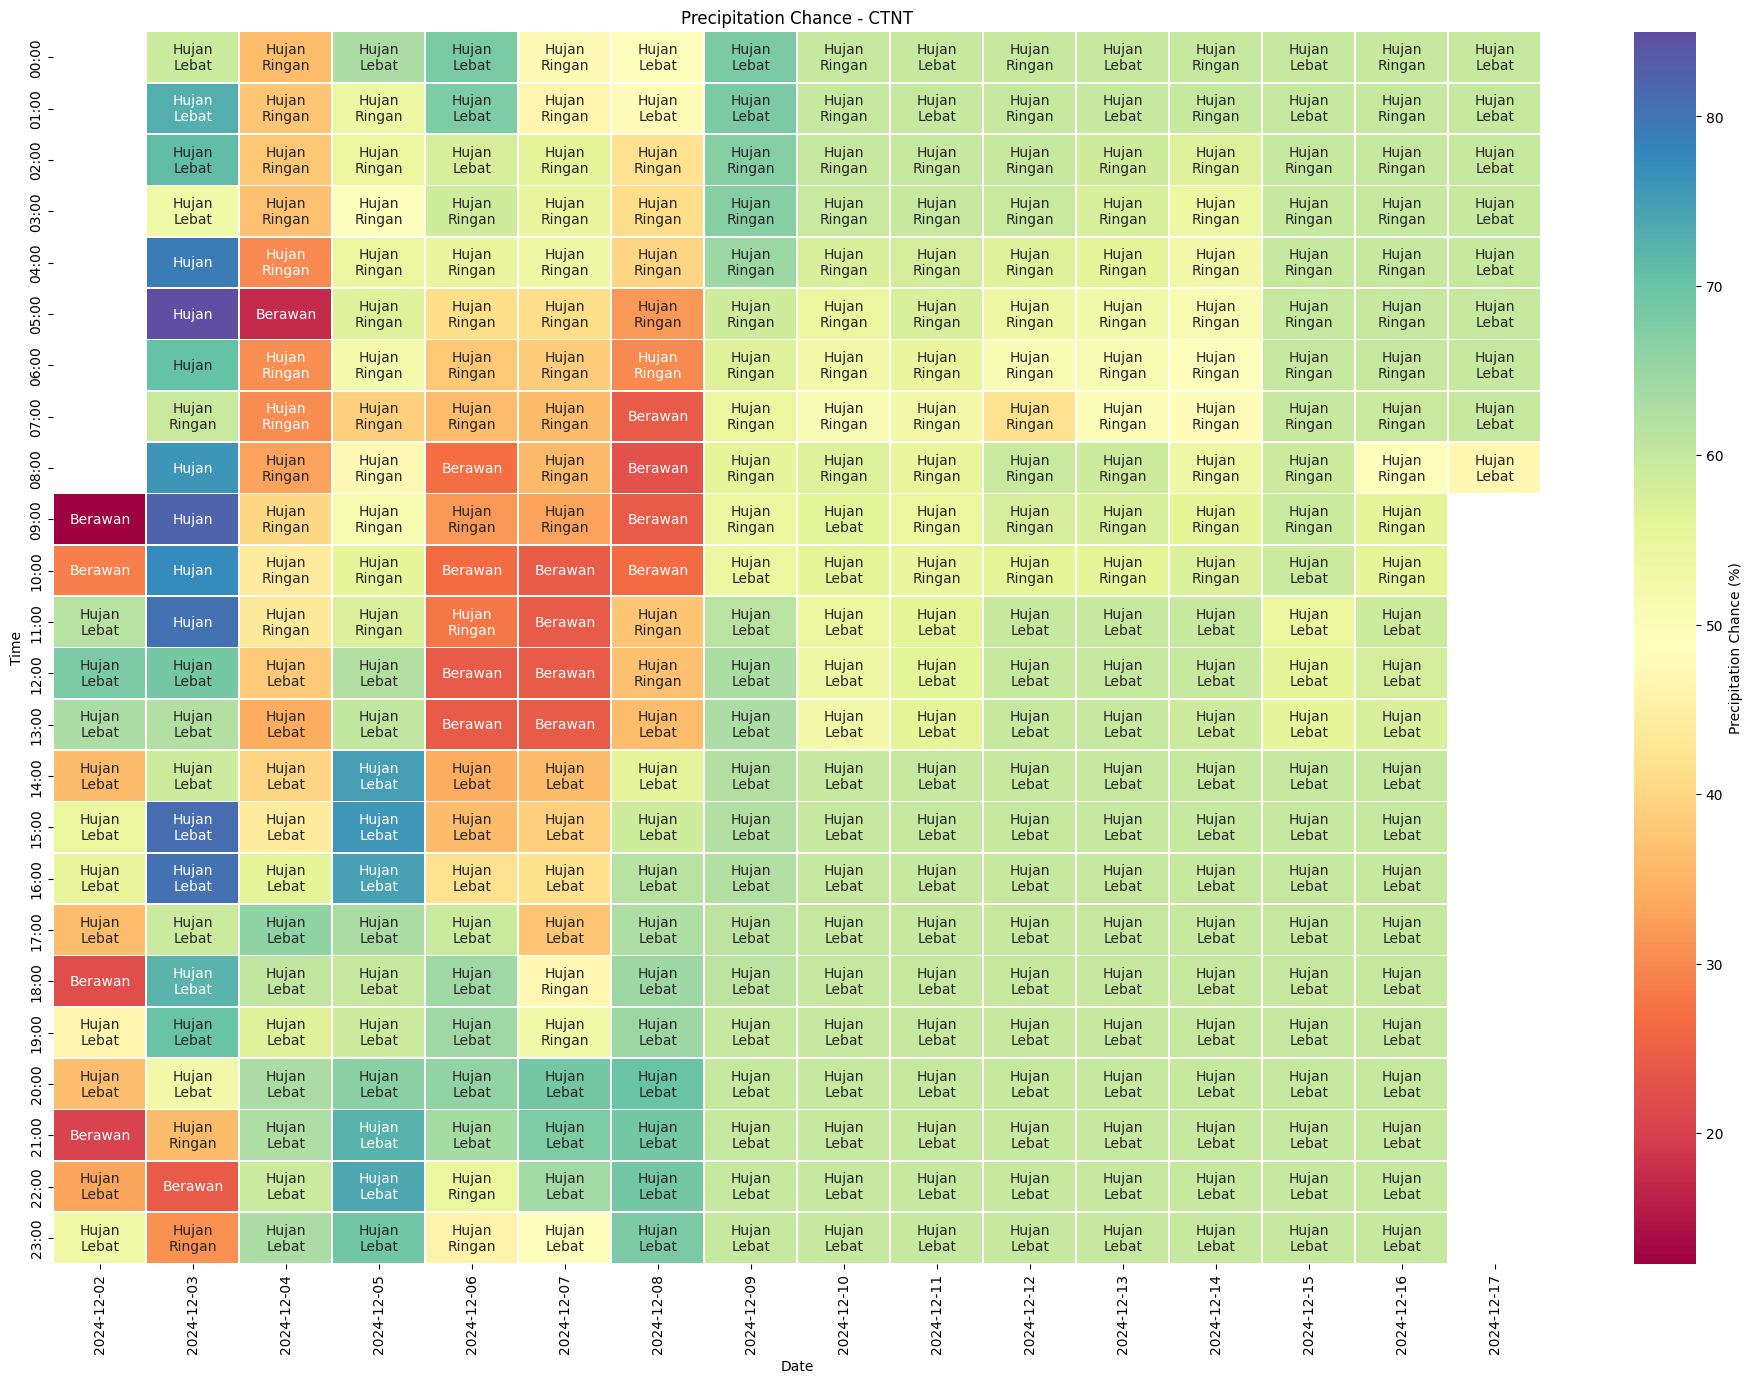 Precipitation Chance - CTNT
00:00 Hujan Lebat Hujan Ringan Hujan Lebat Hujan Lebat Hujan Ringan Hujan Lebat Hujan Lebat Hujan Ringan Hujan Lebat Hujan Ringan Hujan Lebat Hujan Ringan Hujan Lebat Hujan Ringan Hujan Lebat
01:00 Hujan Lebat Hujan Ringan Hujan Ringan Hujan Lebat Hujan Ringan Hujan Lebat Hujan Lebat Hujan Ringan Hujan Lebat Hujan Ringan Hujan Lebat Hujan Ringan Hujan Lebat Hujan Ringan Hujan Lebat
02:00 Hujan Lebat Hujan Ringan Hujan Ringan Hujan Lebat Hujan Ringan Hujan Ringan Hujan Ringan Hujan Ringan Hujan Ringan Hujan Ringan Hujan Ringan Hujan Ringan Hujan Ringan Hujan Ringan Hujan Lebat
03:00 Hujan Lebat Hujan Ringan Hujan Ringan Hujan Ringan Hujan Ringan Hujan Ringan Hujan Ringan Hujan Ringan Hujan Ringan Hujan Ringan Hujan Ringan Hujan Ringan Hujan Ringan Hujan Ringan Hujan Lebat
04:00 Hujan Hujan Ringan Hujan Ringan Hujan Ringan Hujan Ringan Hujan Ringan Hujan Ringan Hujan Ringan Hujan Ringan Hujan Ringan Hujan Ringan Hujan Ringan Hujan Ringan Hujan Ringan Hujan Lebat
05:00 Hujan Berawan Hujan Ringan Hujan Ringan Hujan Ringan Hujan Ringan Hujan Ringan Hujan Ringan Hujan Ringan Hujan Ringan Hujan Ringan Hujan Ringan Hujan Ringan Hujan Ringan Hujan Lebat
06:00 Hujan Hujan Ringan Hujan Ringan Hujan Ringan Hujan Ringan Hujan Ringan Hujan Ringan Hujan Ringan Hujan Ringan Hujan Ringan Hujan Ringan Hujan Ringan Hujan Ringan Hujan Ringan Hujan Lebat
07:00 Hujan Ringan Hujan Ringan Hujan Ringan Hujan Ringan Hujan Ringan Berawan Hujan Ringan Hujan Ringan Hujan Ringan Hujan Ringan Hujan Ringan Hujan Ringan Hujan Ringan Hujan Ringan Hujan Lebat
08:00 Hujan Hujan Ringan Hujan Ringan Berawan Hujan Ringan Berawan Hujan Ringan Hujan Ringan Hujan Ringan Hujan Ringan Hujan Ringan Hujan Ringan Hujan Ringan Hujan Ringan Hujan Lebat
09:00 Berawan Hujan Hujan Ringan Hujan Ringan Hujan Ringan Hujan Ringan Berawan Hujan Ringan Hujan Lebat Hujan Ringan Hujan Ringan Hujan Ringan Hujan Ringan Hujan Ringan Hujan Ringan
10:00 Berawan Hujan Hujan Ringan Hujan Ringan Berawan Berawan Berawan Hujan Lebat Hujan Lebat Hujan Ringan Hujan Ringan Hujan Ringan Hujan Ringan Hujan Lebat Hujan Ringan
11:00 Hujan Lebat Hujan Hujan Ringan Hujan Ringan Hujan Ringan Berawan Hujan Ringan Hujan Lebat Hujan Lebat Hujan Lebat Hujan Lebat Hujan Lebat Hujan Lebat Hujan Lebat Hujan Lebat
12:00 Hujan Lebat Hujan Lebat Hujan Lebat Hujan Lebat Berawan Berawan Hujan Ringan Hujan Lebat Hujan Lebat Hujan Lebat Hujan Lebat Hujan Lebat Hujan Lebat Hujan Lebat Hujan Lebat
13:00 Hujan Lebat Hujan Lebat Hujan Lebat Hujan Lebat Berawan Berawan Hujan Lebat Hujan Lebat Hujan Lebat Hujan Lebat Hujan Lebat Hujan Lebat Hujan Lebat Hujan Lebat Hujan Lebat
14:00 Hujan Lebat Hujan Lebat Hujan Lebat Hujan Lebat Hujan Lebat Hujan Lebat Hujan Lebat Hujan Lebat Hujan Lebat Hujan Lebat Hujan Lebat Hujan Lebat Hujan Lebat Hujan Lebat Hujan Lebat
15:00 Hujan Lebat Hujan Lebat Hujan Lebat Hujan Lebat Hujan Lebat Hujan Lebat Hujan Lebat Hujan Lebat Hujan Lebat Hujan Lebat Hujan Lebat Hujan Lebat Hujan Lebat Hujan Lebat Hujan Lebat
16:00 Hujan Lebat Hujan Lebat Hujan Lebat Hujan Lebat Hujan Lebat Hujan Lebat Hujan Lebat Hujan Lebat Hujan Lebat Hujan Lebat Hujan Lebat Hujan Lebat Hujan Lebat Hujan Lebat Hujan Lebat
17:00 Hujan Lebat Hujan Lebat Hujan Lebat Hujan Lebat Hujan Lebat Hujan Lebat Hujan Lebat Hujan Lebat Hujan Lebat Hujan Lebat Hujan Lebat Hujan Lebat Hujan Lebat Hujan Lebat Hujan Lebat
18:00 Berawan Hujan Lebat Hujan Lebat Hujan Lebat Hujan Lebat Hujan Ringan Hujan Lebat Hujan Lebat Hujan Lebat Hujan Lebat Hujan Lebat Hujan Lebat Hujan Lebat Hujan Lebat Hujan Lebat
19:00 Hujan Lebat Hujan Lebat Hujan Lebat Hujan Lebat Hujan Lebat Hujan Ringan Hujan Lebat Hujan Lebat Hujan Lebat Hujan Lebat Hujan Lebat Hujan Lebat Hujan Lebat Hujan Lebat Hujan Lebat
20:00 Hujan Lebat Hujan Lebat Hujan Lebat Hujan Lebat Hujan Lebat Hujan Lebat Hujan Lebat Hujan Lebat Hujan Lebat Hujan Lebat Hujan Lebat Hujan Lebat Hujan Lebat Hujan Lebat Hujan Lebat
21:00 Berawan Hujan Ringan Hujan Lebat Hujan Lebat Hujan Lebat Hujan Lebat Hujan Lebat Hujan Lebat Hujan Lebat Hujan Lebat Hujan Lebat Hujan Lebat Hujan Lebat Hujan Lebat Hujan Lebat
22:00 Hujan Lebat Berawan Hujan Lebat Hujan Lebat Hujan Ringan Hujan Lebat Hujan Lebat Hujan Lebat Hujan Lebat Hujan Lebat Hujan Lebat Hujan Lebat Hujan Lebat Hujan Lebat Hujan Lebat
23:00 Hujan Lebat Hujan Ringan Hujan Lebat Hujan Lebat Hujan Ringan Hujan Lebat Hujan Lebat Hujan Lebat Hujan Lebat Hujan Lebat Hujan Lebat Hujan Lebat Hujan Lebat Hujan Lebat Hujan Lebat
2024-12-02 2024-12-03 2024-12-04 2024-12-05 2024-12-06 2024-12-07 2024-12-08 2024-12-09 2024-12-10 2024-12-11 2024-12-12 2024-12-13 2024-12-14 2024-12-15 2024-12-16 2024-12-17
Time
Date
80
70
60
50
40
30
20
Precipitation Chance (%)